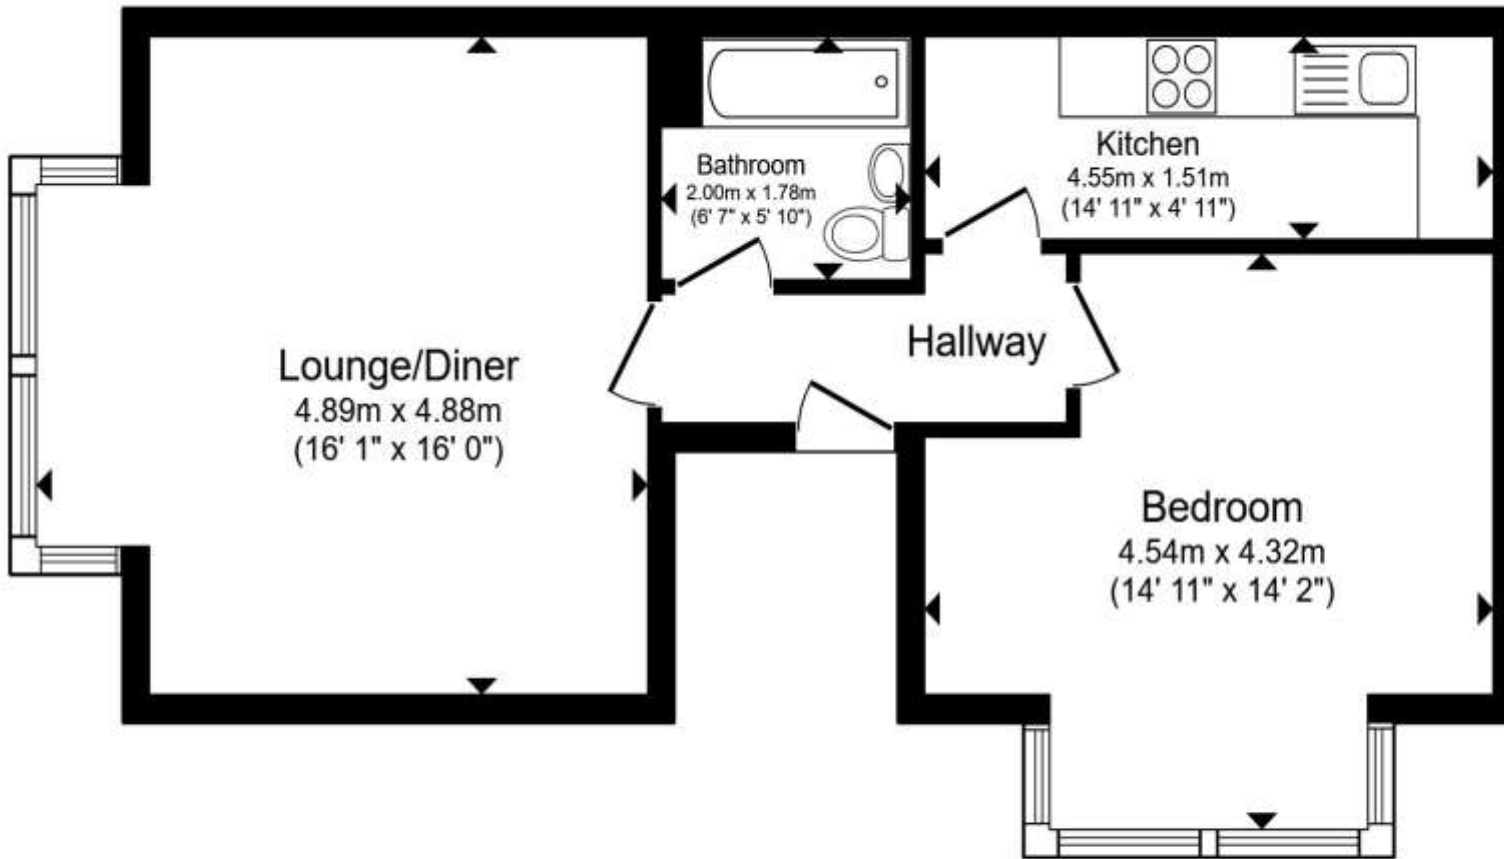 Lounge/Diner
4.89m x 4.88m
(16' 1" x 16' 0")
Bathroom
2.00m x 1.78m
(6' 7" x 5' 10")
Kitchen
4.55m x 1.51m
(14' 11" x 4' 11")
Hallway
Bedroom
4.54m x 4.32m
(14' 11" x 14' 2")